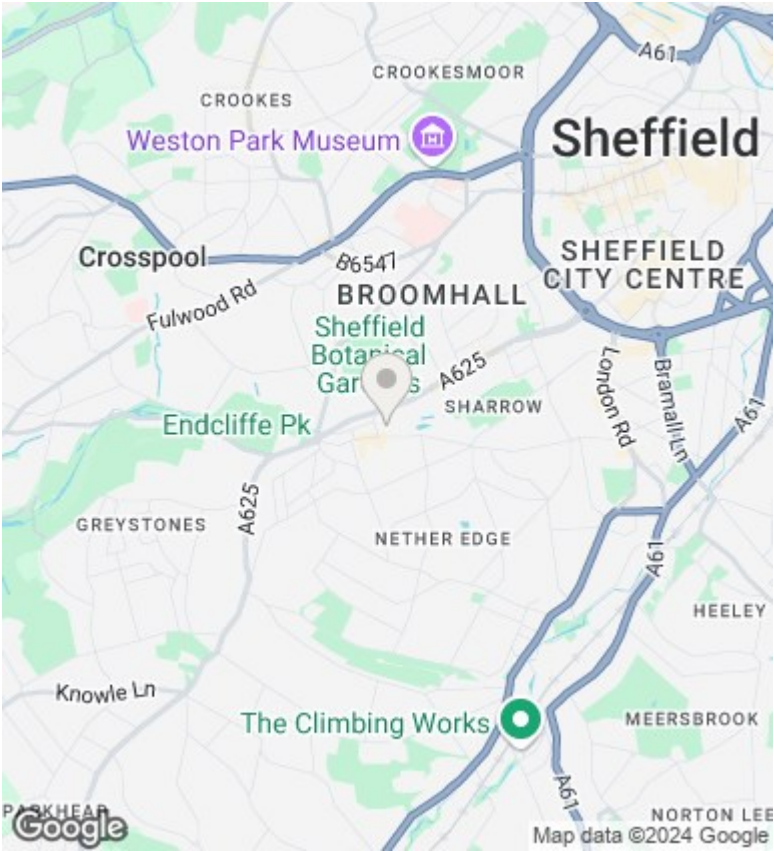 A61
CROOKESMOOR
CROOKES
Weston Park Museum
Sheffield
Crosspool
B6547
SHEFFIELD
CITY CENTRE
BROOMHALL
Fulwood Rd
Sheffield
Botanical
Gardens
A625
London Rd
Bramall Ln
SHARROW
A61
Endcliffe Pk
A625
GREYSTONES
NETHER EDGE
A61
HEELEY
Knowle Ln
The Climbing Works
MEERSBROOK
A61
PARKHEAD
NORTON LEE
Google
Map data ©2024 Google